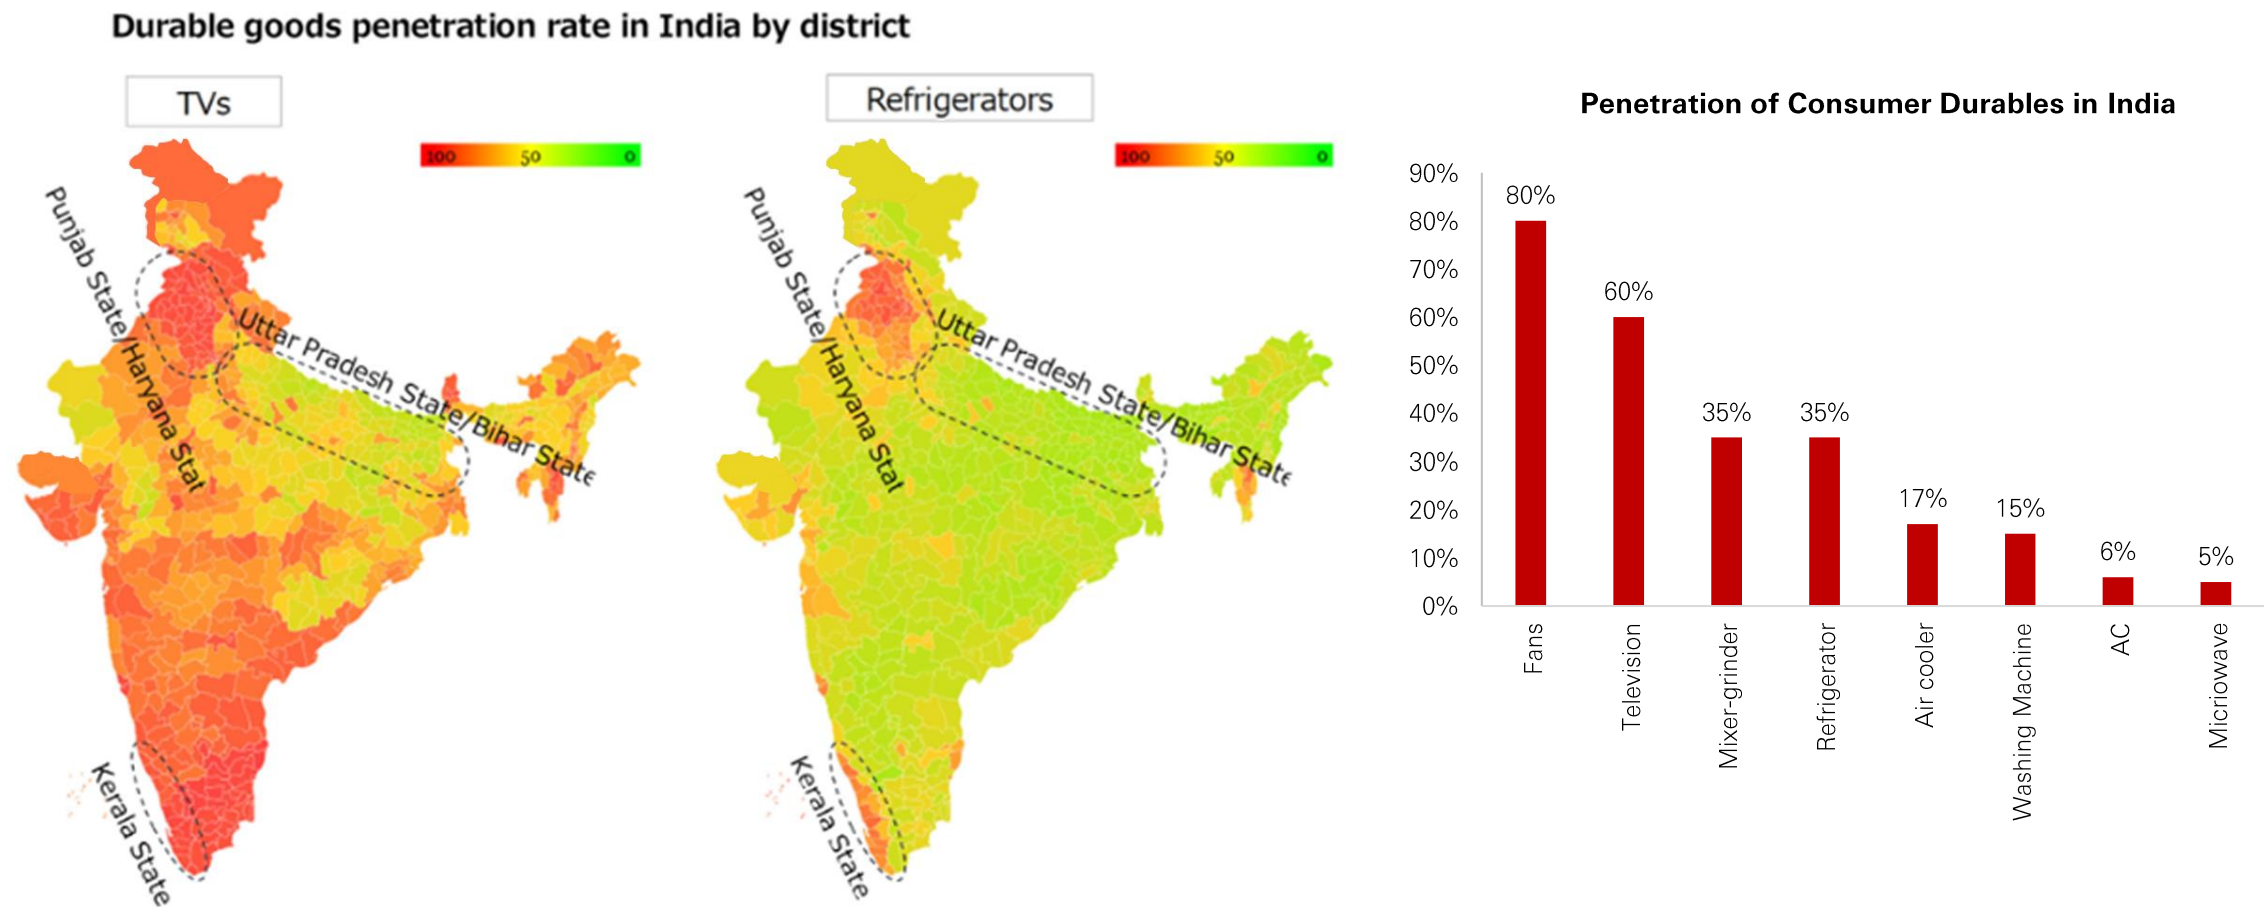 Durable goods penetration rate in India by district
TVs
100 50 0
Punjab State/Haryana Stat
Uttar Pradesh State/Bihar State
Kerala State
Refrigerators
100 50 0
Punjab State/Haryana Stat
Uttar Pradesh State/Bihar State
Kerala State
Penetration of Consumer Durables in India
90%
80%
70%
60%
50%
40%
30%
20%
10%
0%
80%
60%
35%
35%
17%
15%
6%
5%
Fans
Television
Mixer-grinder
Refrigerator
Air cooler
Washing Machine
AC
Micriowave